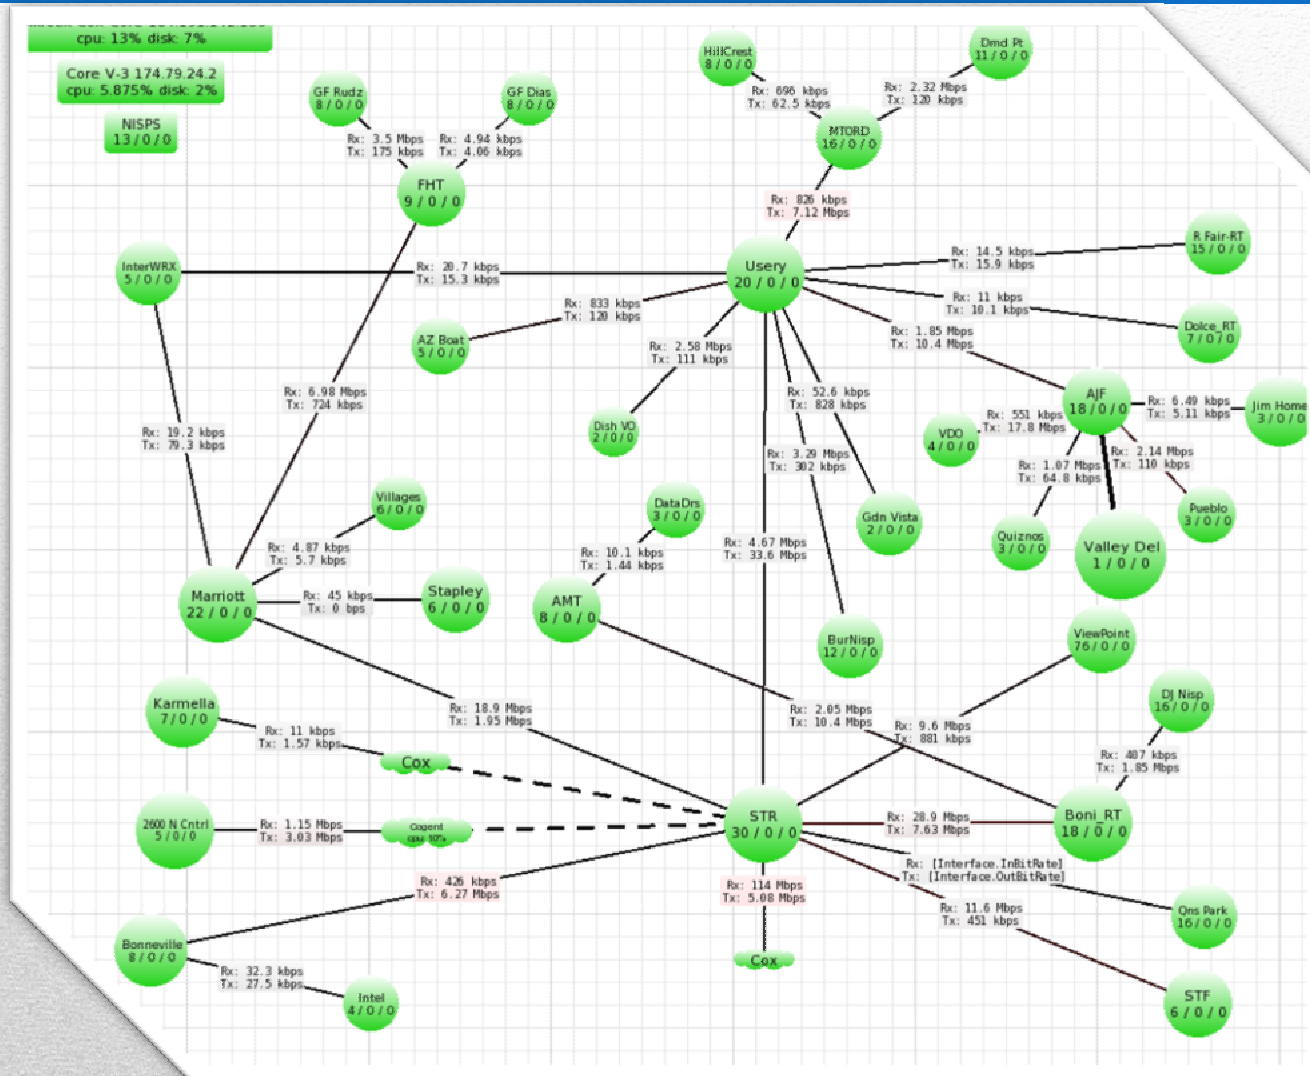 cpu: 13% disk: 7%
Core V-3 174.79.24.2
cpu: 5.875% disk: 2%
NISPS
13/0/0
GF Rudz
8/0/0
GF Dias
8/0/0
HillCrest
8/0/0
Dmd Pt
11/0/0
Rx: 696 kbps
Tx: 62.5 kbps
Rx: 2.32 Mbps
Tx: 320 kbps
MTORD
16/0/0
Rx: 3.5 Mbps
Tx: 175 kbps
Rx: 4.94 kbps
Tx: 4.06 kbps
FHT
9/0/0
Rx: 826 kbps
Tx: 7.12 Mbps
InterWRX
5/0/0
Rx: 20.7 kbps
Tx: 15.3 kbps
Usery
20/0/0
Rx: 14.5 kbps
Tx: 15.9 kbps
R Fair-RT
15/0/0
Rx: 833 kbps
Tx: 120 kbps
AZ Boat
5/0/0
Rx: 11 kbps
Tx: 10.1 kbps
Dolce_RT
7/0/0
Rx: 2.58 Mbps
Tx: 111 kbps
Rx: 1.85 Mbps
Tx: 10.4 Mbps
Rx: 6.98 Mbps
Tx: 724 kbps
Rx: 52.6 kbps
Tx: 828 kbps
AJF
18/0/0
Rx: 6.49 kbps
Tx: 5.11 kbps
Jim Home
3/0/0
Rx: 19.2 kbps
Tx: 79.3 kbps
Dish VO
2/0/0
VDO
4/0/0
Rx: 551 kbps
Tx: 17.8 Mbps
Rx: 3.29 Mbps
Tx: 302 kbps
Rx: 1.07 Mbps
Tx: 64.8 kbps
Rx: 2.14 Mbps
Tx: 110 kbps
Villages
6/0/0
DataDrs
3/0/0
Gdn Vista
2/0/0
Quiznos
3/0/0
Pueblo
3/0/0
Valley Del
1/0/0
Rx: 4.87 kbps
Tx: 5.7 kbps
Rx: 10.1 kbps
Tx: 1.44 kbps
Rx: 4.67 Mbps
Tx: 33.6 Mbps
Marriott
22/0/0
Rx: 45 kbps
Tx: 0 bps
Stapley
6/0/0
AMT
8/0/0
BurNisp
12/0/0
ViewPoint
76/0/0
Karmella
7/0/0
Rx: 18.9 Mbps
Tx: 1.95 Mbps
Rx: 2.05 Mbps
Tx: 10.4 Mbps
DJ Nisp
16/0/0
Rx: 11 kbps
Tx: 1.57 kbps
Rx: 9.6 Mbps
Tx: 881 kbps
Rx: 407 kbps
Tx: 1.85 Mbps
Cox
2600 N Cntrl
5/0/0
Rx: 1.15 Mbps
Tx: 3.03 Mbps
Cogent
cpu: 50%
STR
30/0/0
Rx: 28.9 Mbps
Tx: 7.63 Mbps
Boni_RT
18/0/0
Rx: [Interface.InBitRate]
Tx: [Interface.OutBitRate]
Rx: 426 kbps
Tx: 6.27 Mbps
Rx: 114 Mbps
Tx: 5.08 Mbps
Rx: 11.6 Mbps
Tx: 451 kbps
Qns Park
16/0/0
Bonneville
8/0/0
Cox
Rx: 32.3 kbps
Tx: 27.5 kbps
Intel
4/0/0
STF
6/0/0